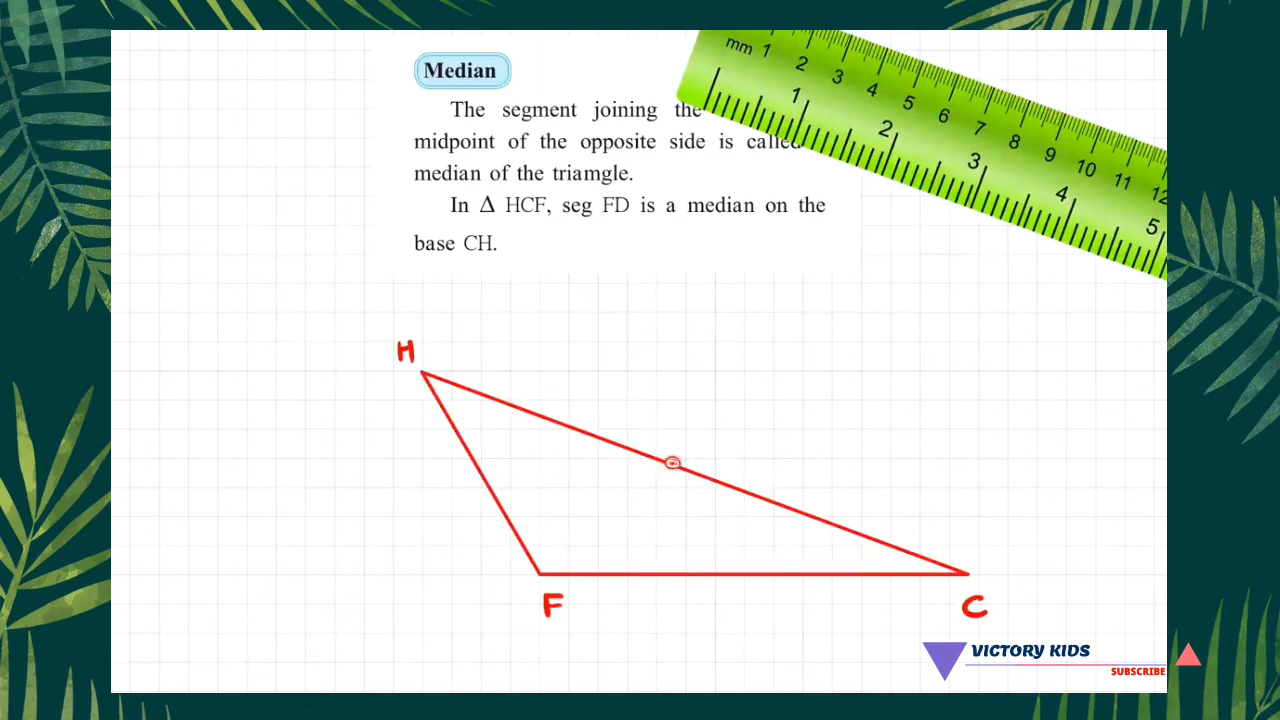 Median
The segment joining the
midpoint of the opposite side is called
median of the triamgle.
In Δ HCF, seg FD is a median on the
base CH.
mm 1 2 3 4 5 6 7 8 9 10 11 12
1 2 3 4 5
H
F
C
VICTORY KIDS
SUBSCRIBE